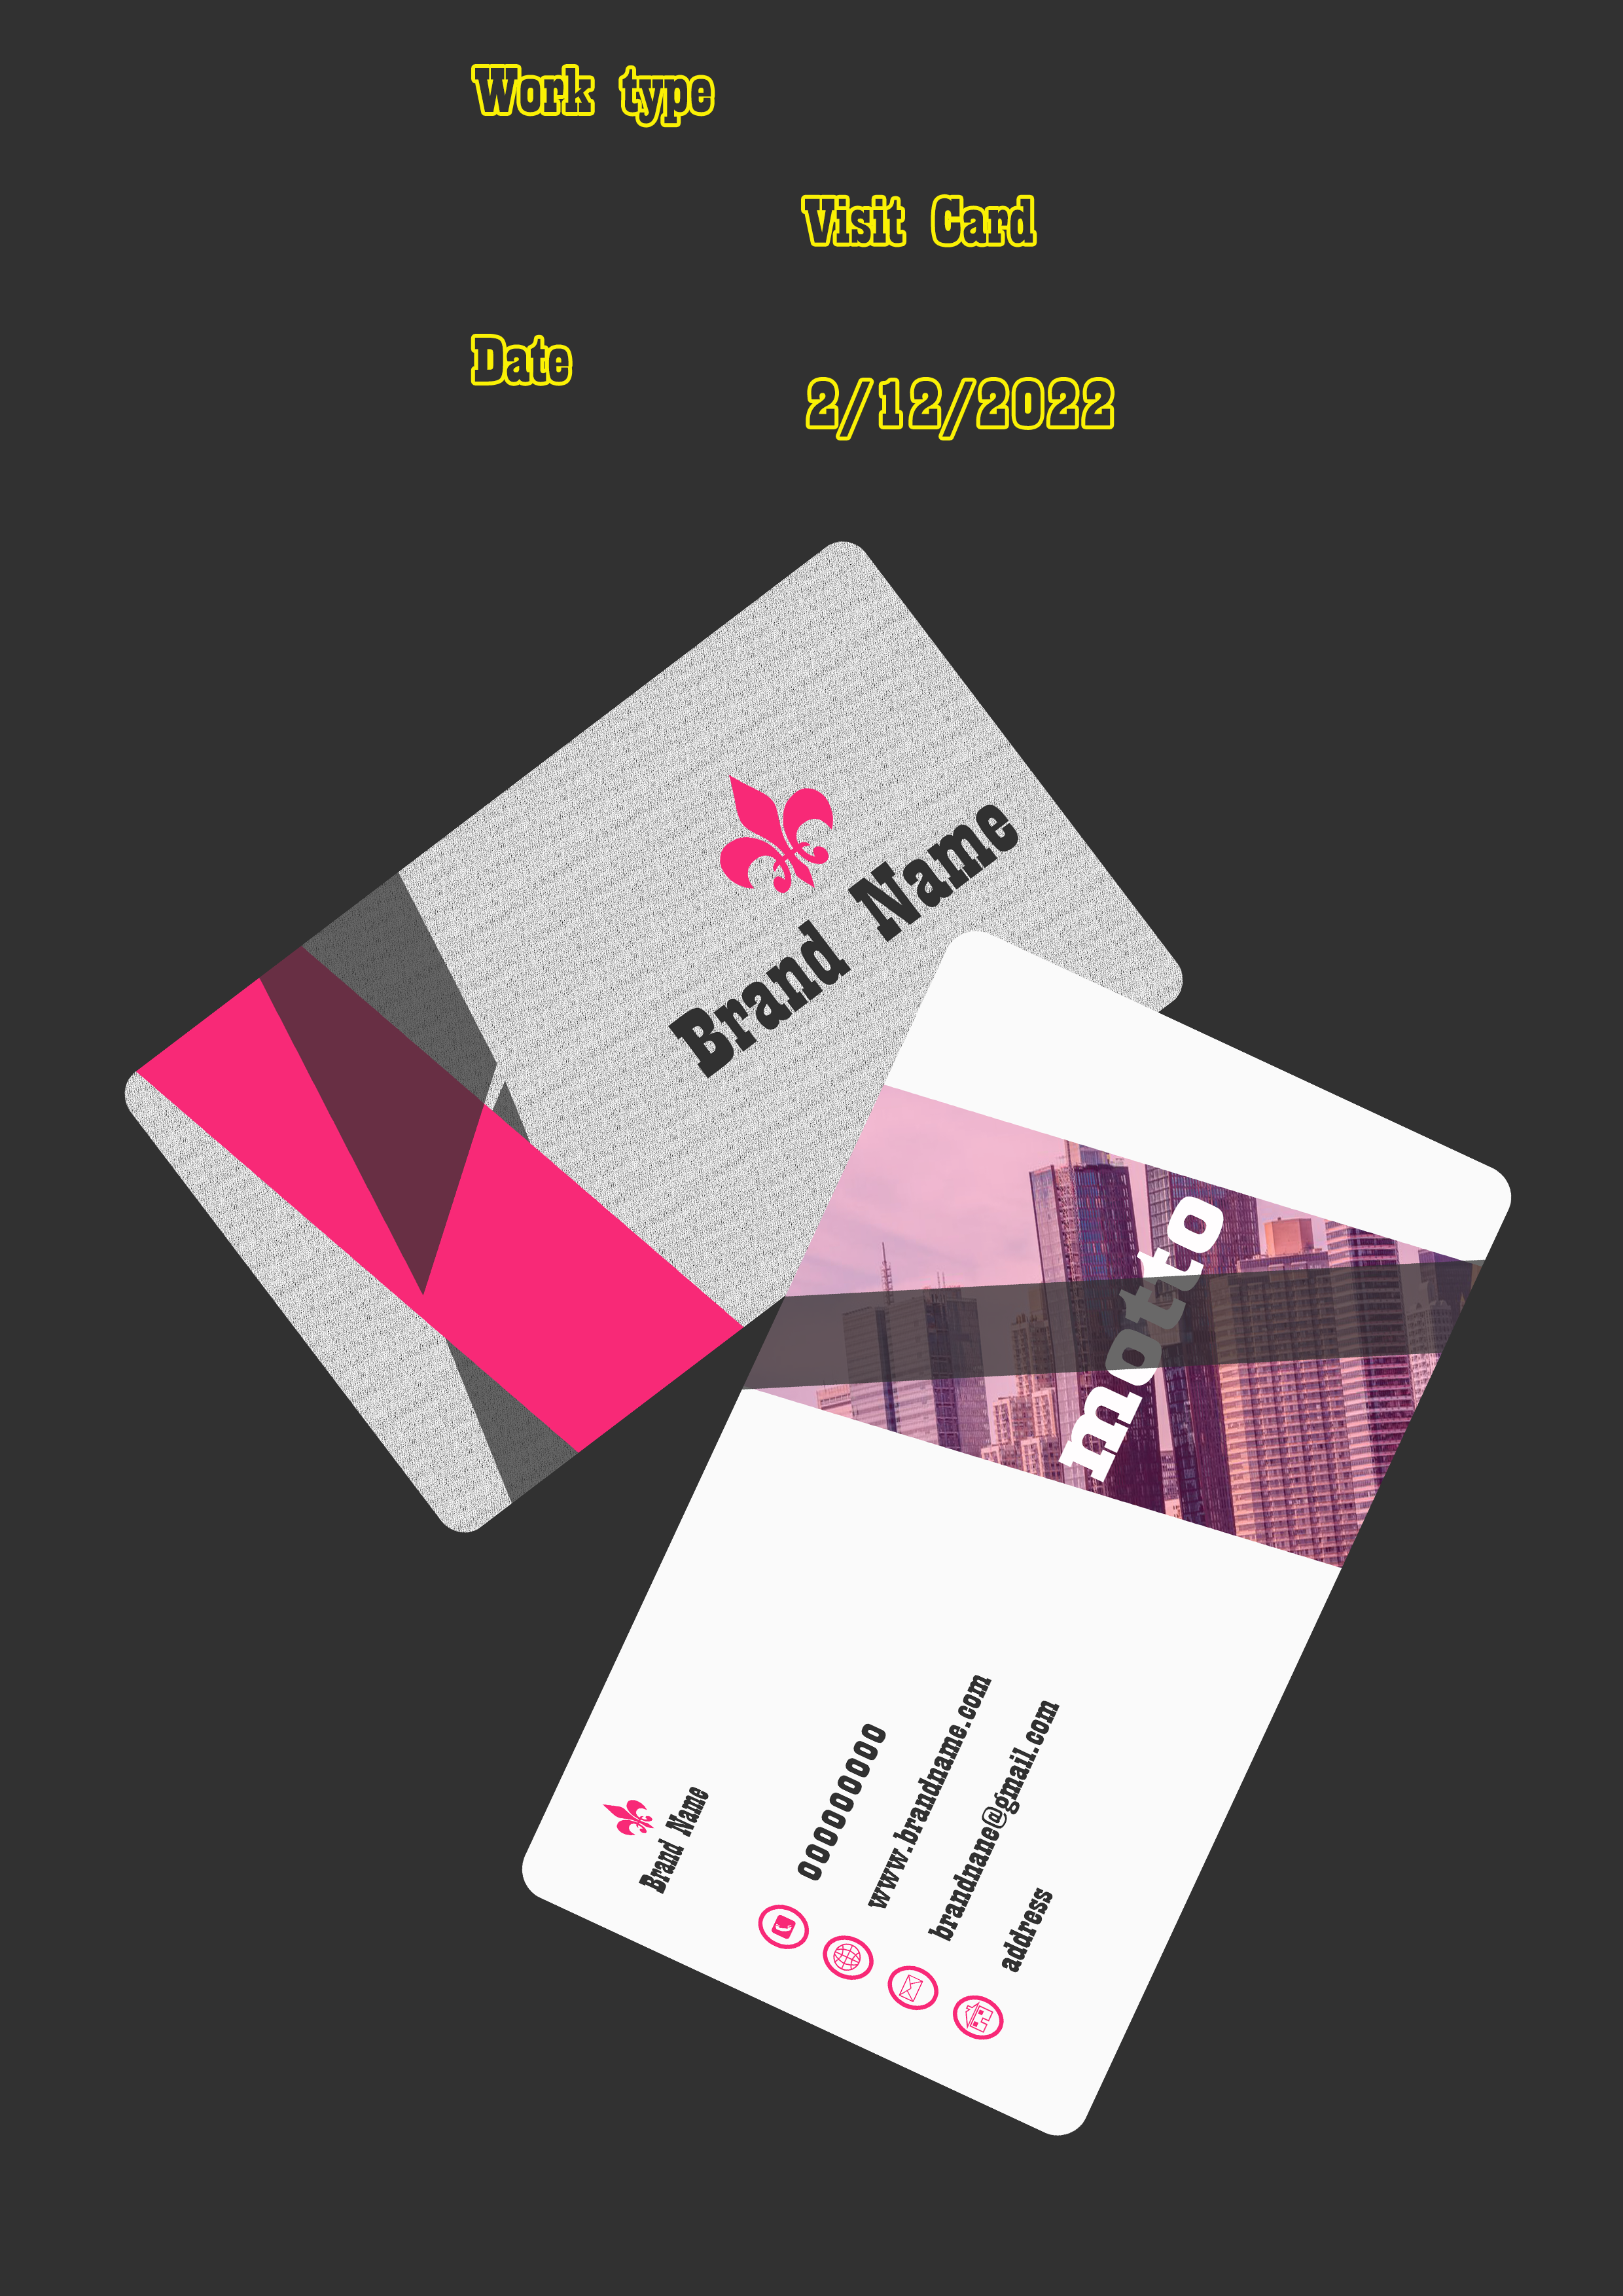 Work type
Visit Card
Date
2/12/2022
Brand Name
moto
Brand Name
000000000
www.brandname.com
brandnane@gmail.com
address